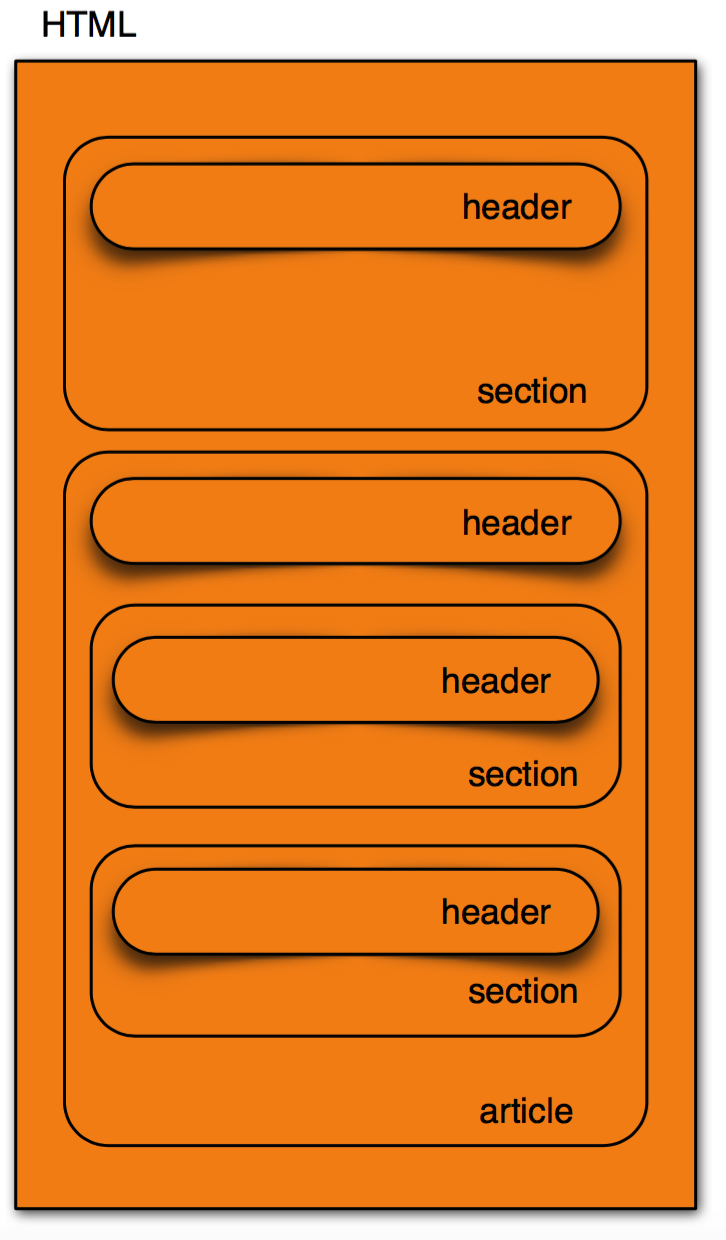 HTML
header
section
header
header
section
header
section
article